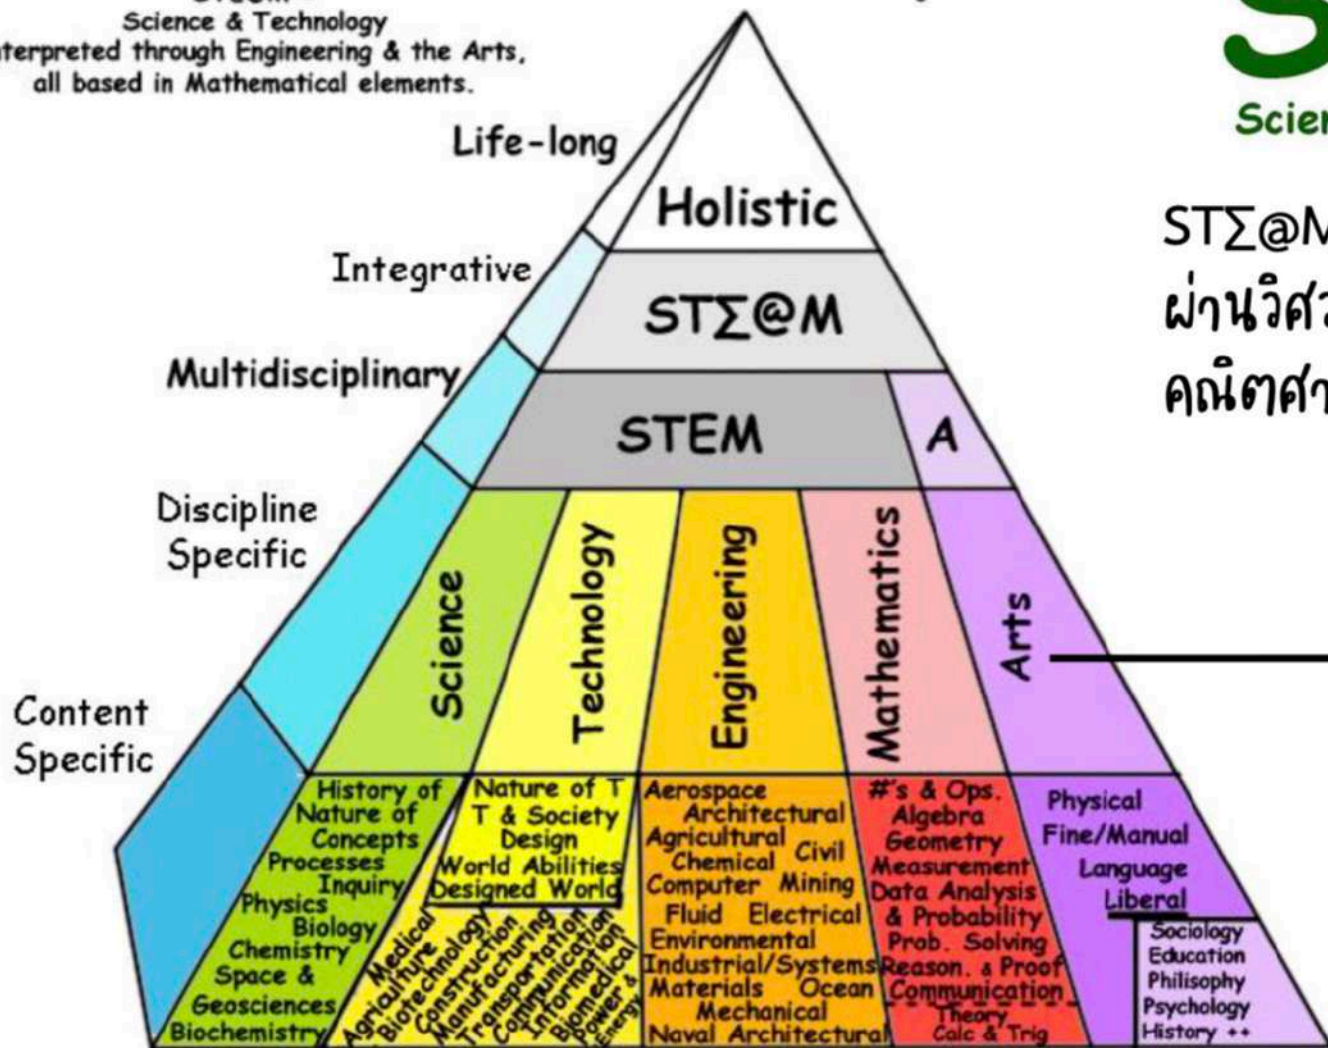 Science & Technology
nterpreted through Engineering & the Arts,
all based in Mathematical elements.
Scien
STΣ@M
ผ่านวิศว
คณิตศา
Life-long
Holistic
Integrative
STΣ@M
Multidisciplinary
STEM
A
Discipline
Specific
Science
Technology
Engineering
Mathematics
Arts
Content
Specific
History of
Nature of
Concepts
Processes
Inquiry
Physics
Biology
Chemistry
Space &
Geosciences
Biochemistry
Nature of T
T & Society
Design
World Abilities
Designed World
Medical
Agriculture
Biotechnology
Construction
Manufacturing
Transportation
Communication
Information
Biomedical
Power &
Energy
Aerospace
Architectural
Agricultural
Chemical Civil
Computer Mining
Fluid Electrical
Environmental
Industrial/Systems
Materials Ocean
Mechanical
Naval Architectural
#'s & Ops.
Algebra
Geometry
Measurement
Data Analysis
& Probability
Prob. Solving
Reason. & Proof
Communication
Theory
Calc & Trig
Physical
Fine/Manual
Language
Liberal
Sociology
Education
Philisophy
Psychology
History ++